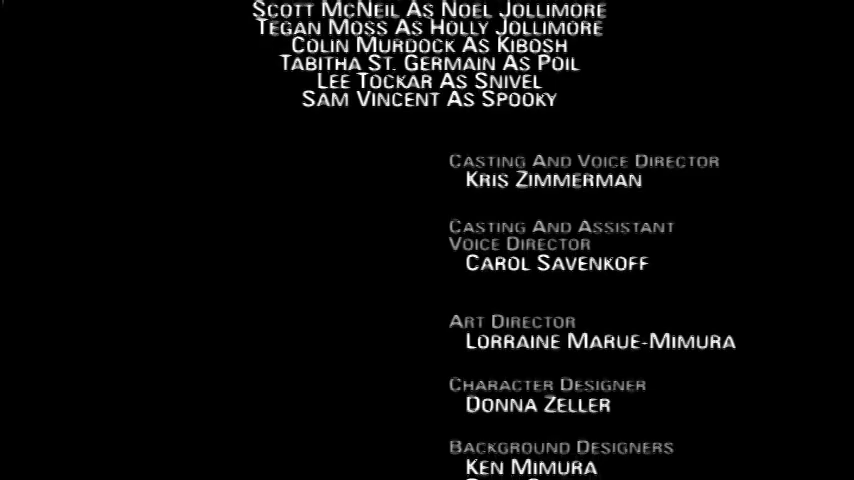 SCOTT MCNEIL AS NOEL JOLLIMORE
TEGAN MOSS AS HOLLY JOLLIMORE
COLIN MURDOCK AS KIBOSH
TABITHA ST. GERMAIN AS POIL
LEE TOCKAR AS SNIVEL
SAM VINCENT AS SPOOKY
CASTING AND VOICE DIRECTOR
KRIS ZIMMERMAN
CASTING AND ASSISTANT
VOICE DIRECTOR
CAROL SAVENKOFF
ART DIRECTOR
LORRAINE MARUE-MIMURA
CHARACTER DESIGNER
DONNA ZELLER
BACKGROUND DESIGNERS
KEN MIMURA